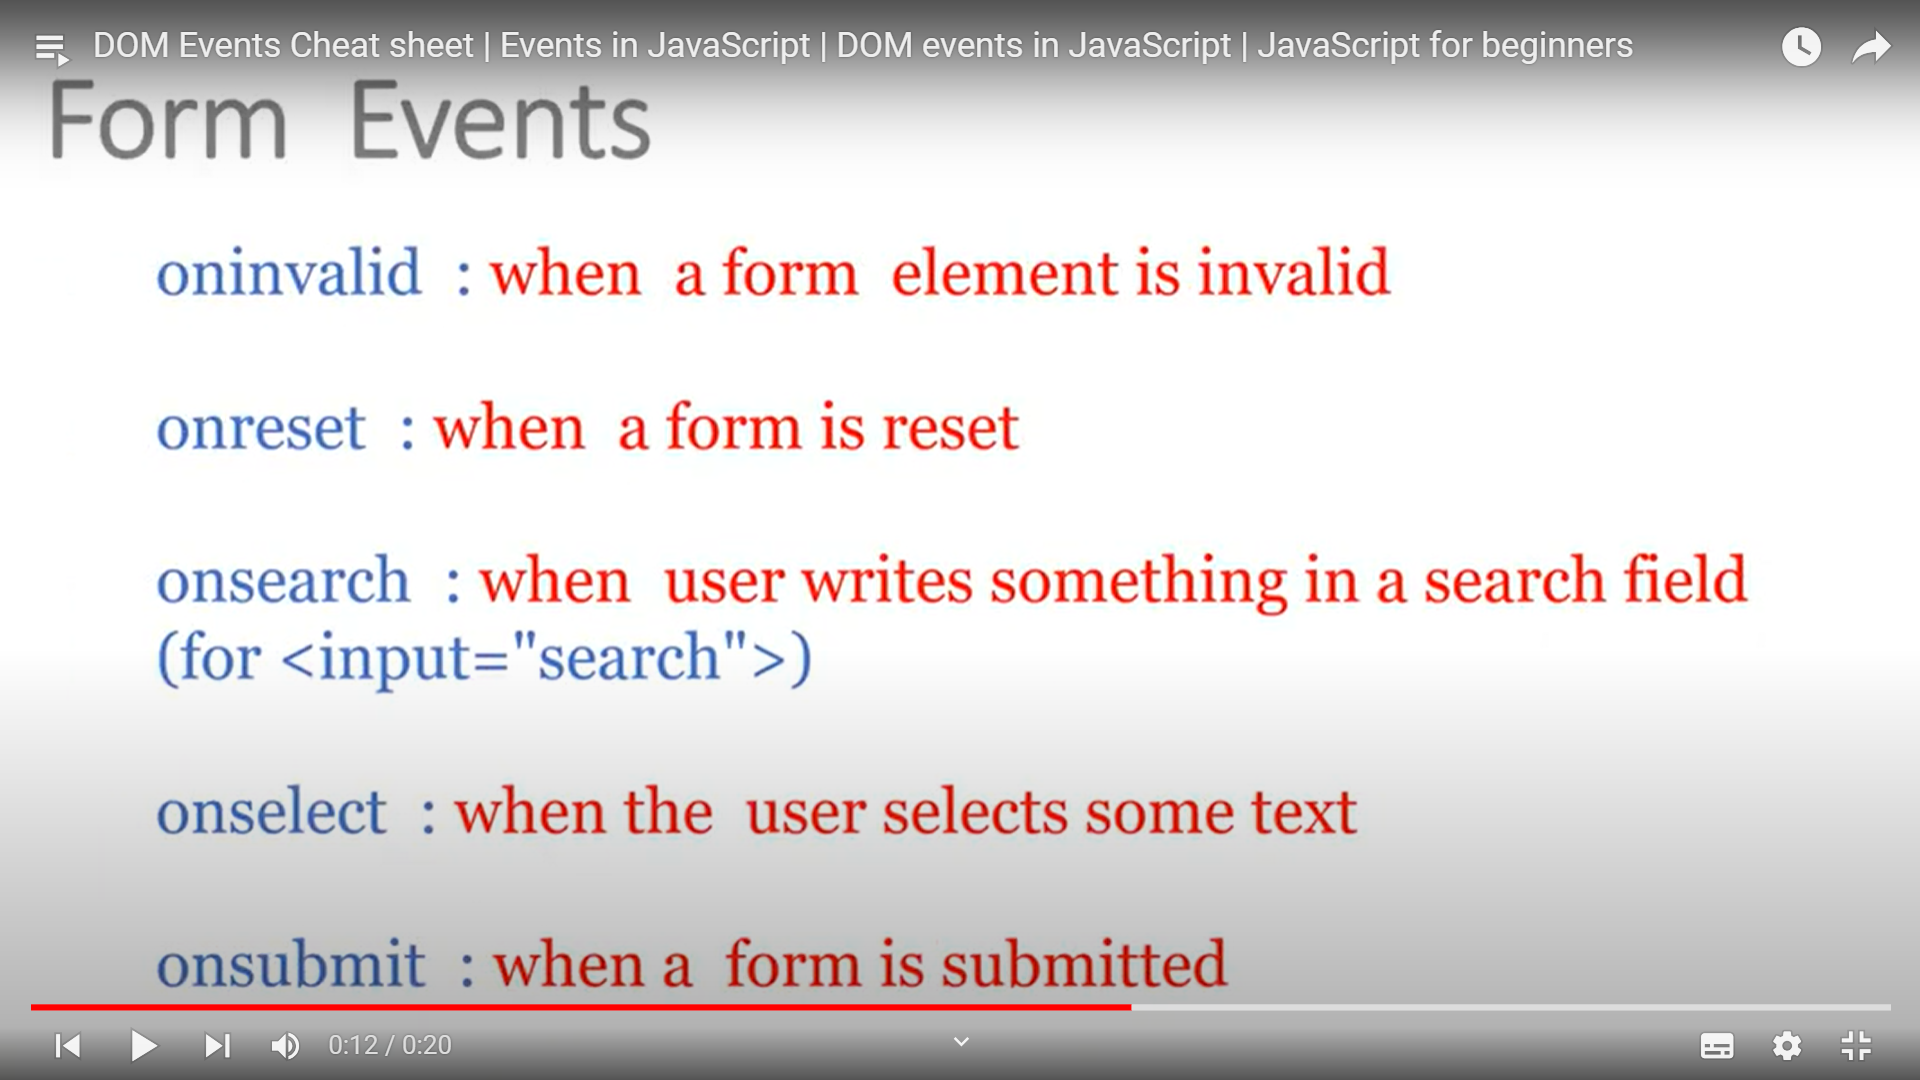 DOM Events Cheat sheet | Events in JavaScript | DOM events in JavaScript | JavaScript for beginners
Form Events
oninvalid : when a form element is invalid
onreset : when a form is reset
onsearch : when user writes something in a search field
(for <input="search">)
onselect : when the user selects some text
onsubmit : when a form is submitted
0:12 / 0:20